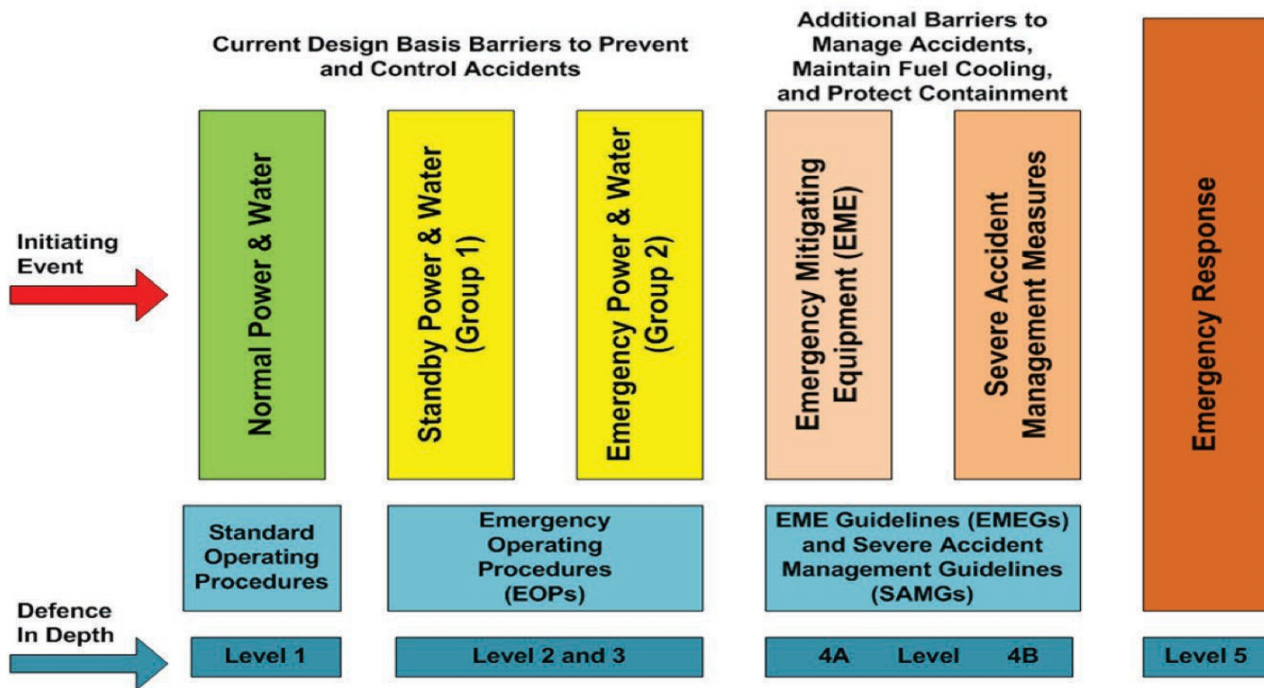 Current Design Basis Barriers to Prevent
and Control Accidents
Additional Barriers to
Manage Accidents,
Maintain Fuel Cooling,
and Protect Containment
Initiating
Event
Normal Power & Water
Standby Power & Water
(Group 1)
Emergency Power & Water
(Group 2)
Emergency Mitigating
Equipment (EME)
Severe Accident
Management Measures
Emergency Response
Standard
Operating
Procedures
Emergency
Operating
Procedures
(EOPs)
EME Guidelines (EMEGs)
and Severe Accident
Management Guidelines
(SAMGs)
Defence
In Depth
Level 1
Level 2 and 3
4A Level 4B
Level 5